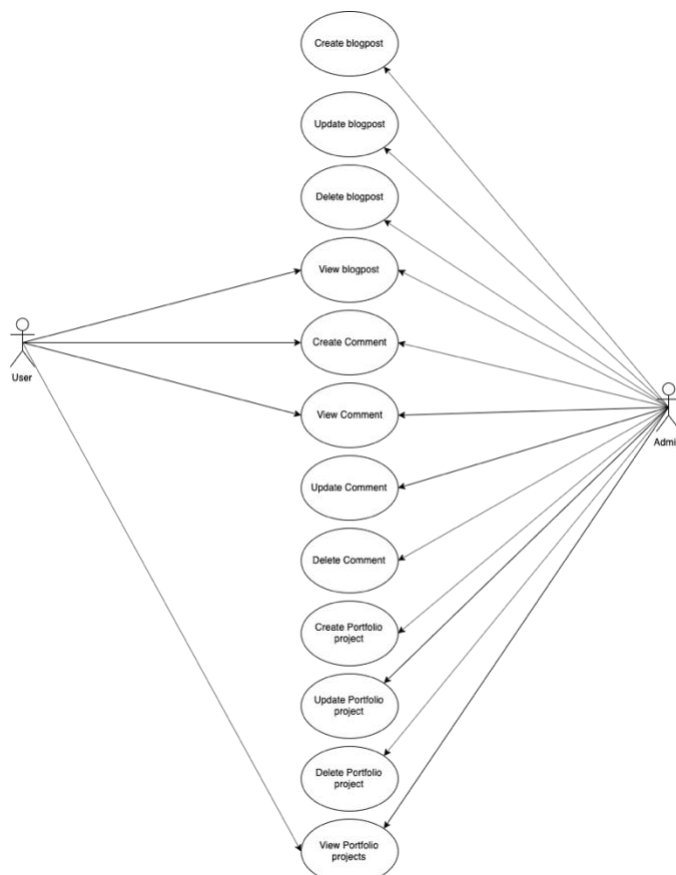 Create blogpost
Update blogpost
Delete blogpost
View blogpost
Create Comment
User
View Comment
Admi
Update Comment
Delete Comment
Create Portfolio
project
Update Portfolio
project
Delete Portfolio
project
View Portfolio
projects